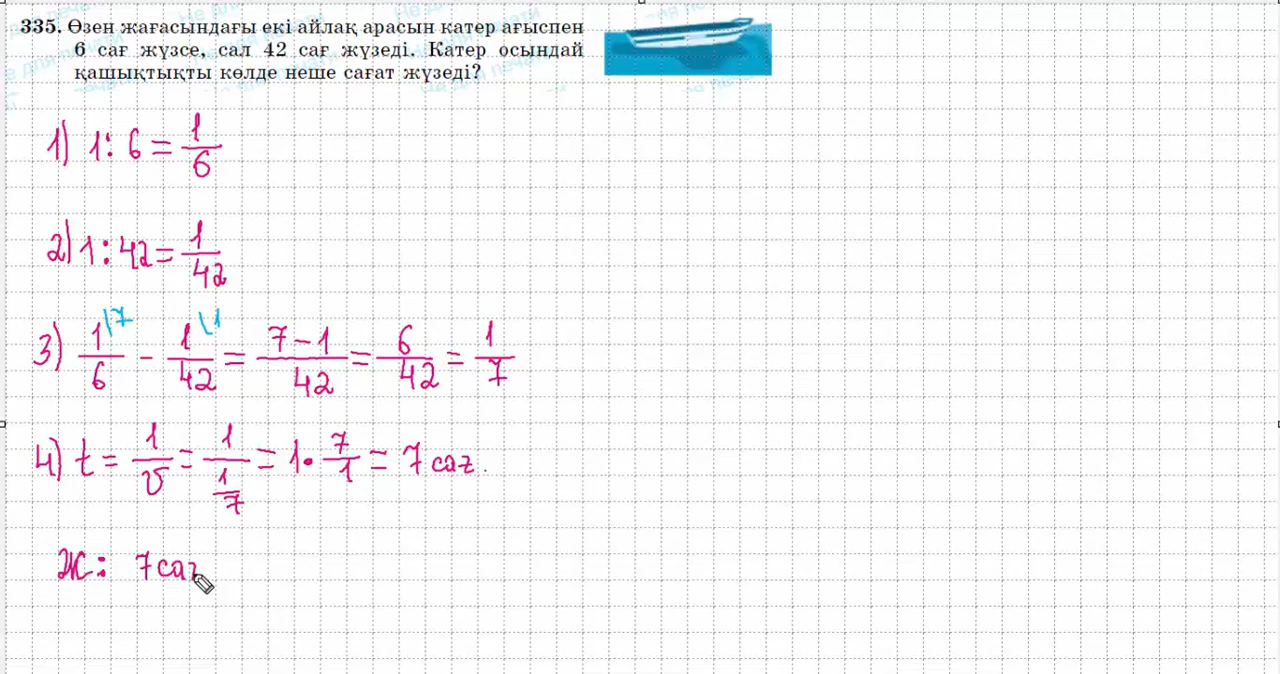 335. Өзен жағасындағы екі айлақ арасын катер ағыспен
6 сағ жүзсе, сал 42 сағ жүзеді. Катер осындай
қашықтықты көлде неше сағат жүзеді?
1) 1 : 6 = 1/6
2) 1 : 42 = 1/42
3) 1/6 \7 - 1/42 \1 = (7-1)/42 = 6/42 = 1/7
4) t = 1/v = 1/(1/7) = 1 · 7/1 = 7 сағ.
Ж: 7 сағ